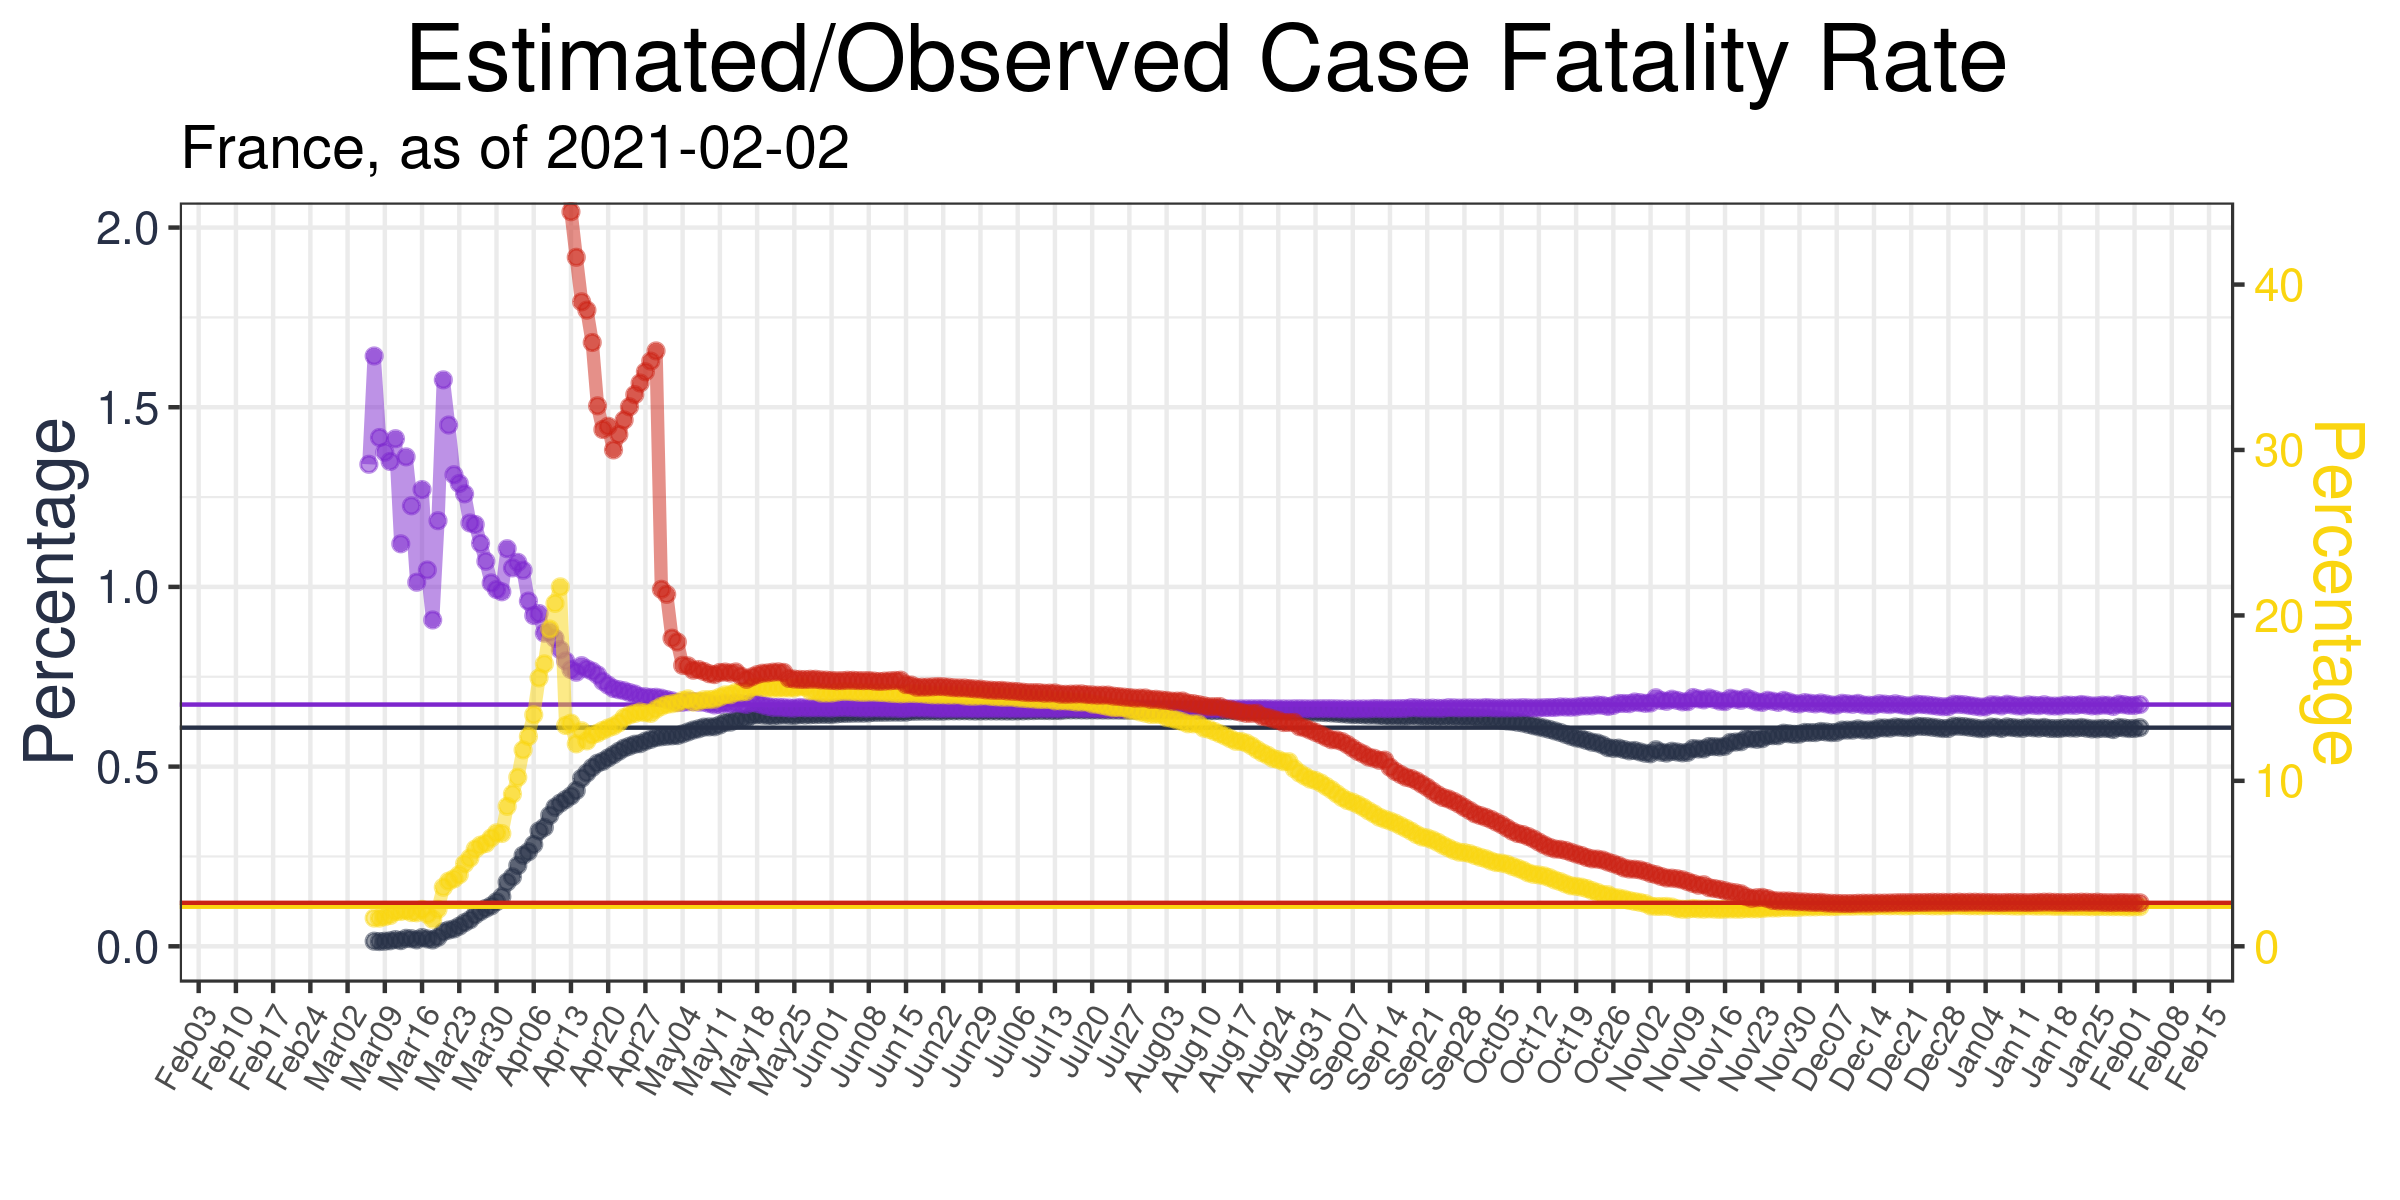 Estimated/Observed Case Fatality Rate
France, as of 2021-02-02
Percentage
2.0
1.5
1.0
0.5
0.0
40
30
20
10
0
Percentage
Feb03
Feb10
Feb17
Feb24
Mar02
Mar09
Mar16
Mar23
Mar30
Apr06
Apr13
Apr20
Apr27
May04
May11
May18
May25
Jun01
Jun08
Jun15
Jun22
Jun29
Jul06
Jul13
Jul20
Jul27
Aug03
Aug10
Aug17
Aug24
Aug31
Sep07
Sep14
Sep21
Sep28
Oct05
Oct12
Oct19
Oct26
Nov02
Nov09
Nov16
Nov23
Nov30
Dec07
Dec14
Dec21
Dec28
Jan04
Jan11
Jan18
Jan25
Feb01
Feb08
Feb15